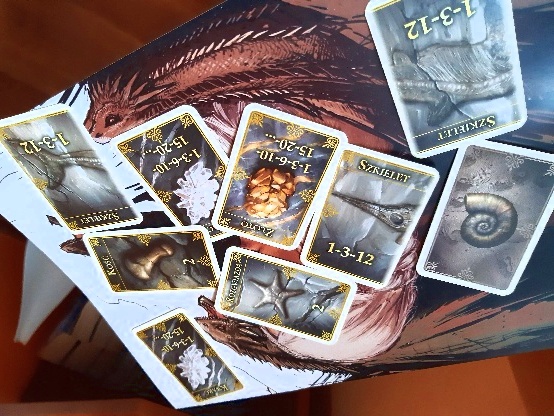 1-3-12
SZKIELET
1-3-12
SZKIELET
1-3-6-10-
15-20-...
1-3-6-10-
15-20-...
ZŁOTO
SZKIELET
1-3-12
KOŚĆ
2
2
1-3-6-10-
15-20-...